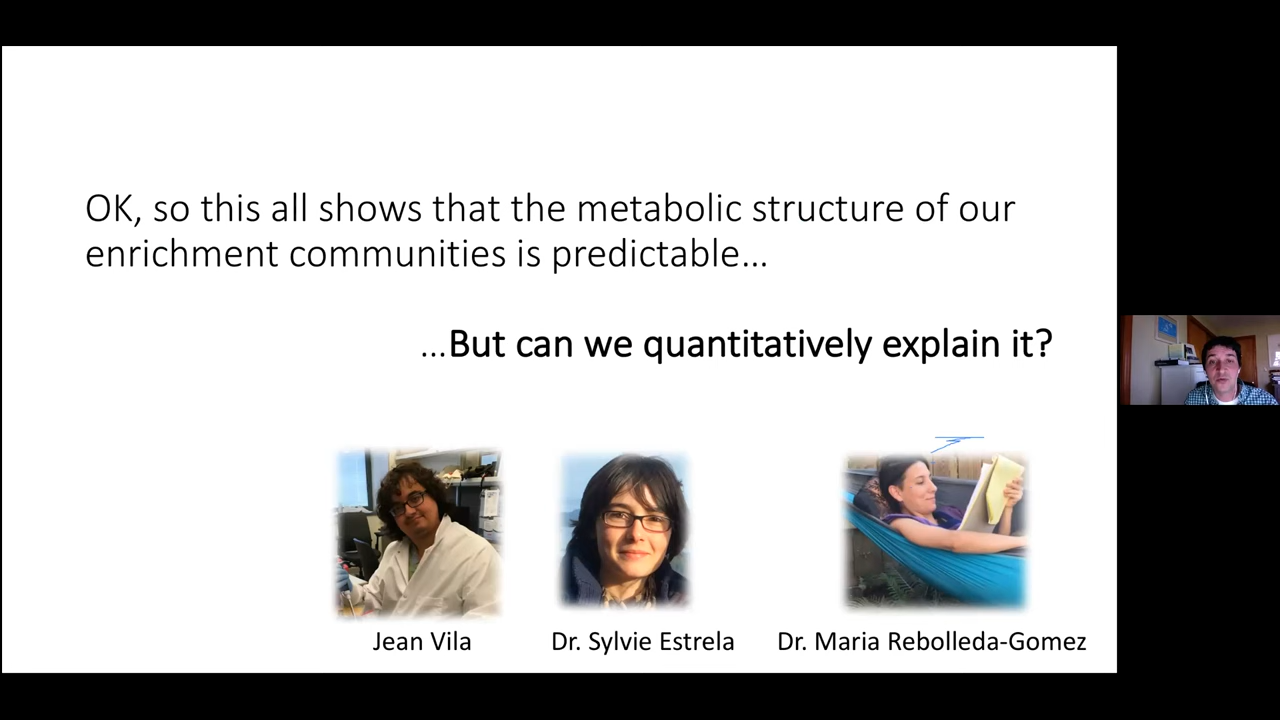 OK, so this all shows that the metabolic structure of our
enrichment communities is predictable...
...But can we quantitatively explain it?
Jean Vila
Dr. Sylvie Estrela
Dr. Maria Rebolleda-Gomez